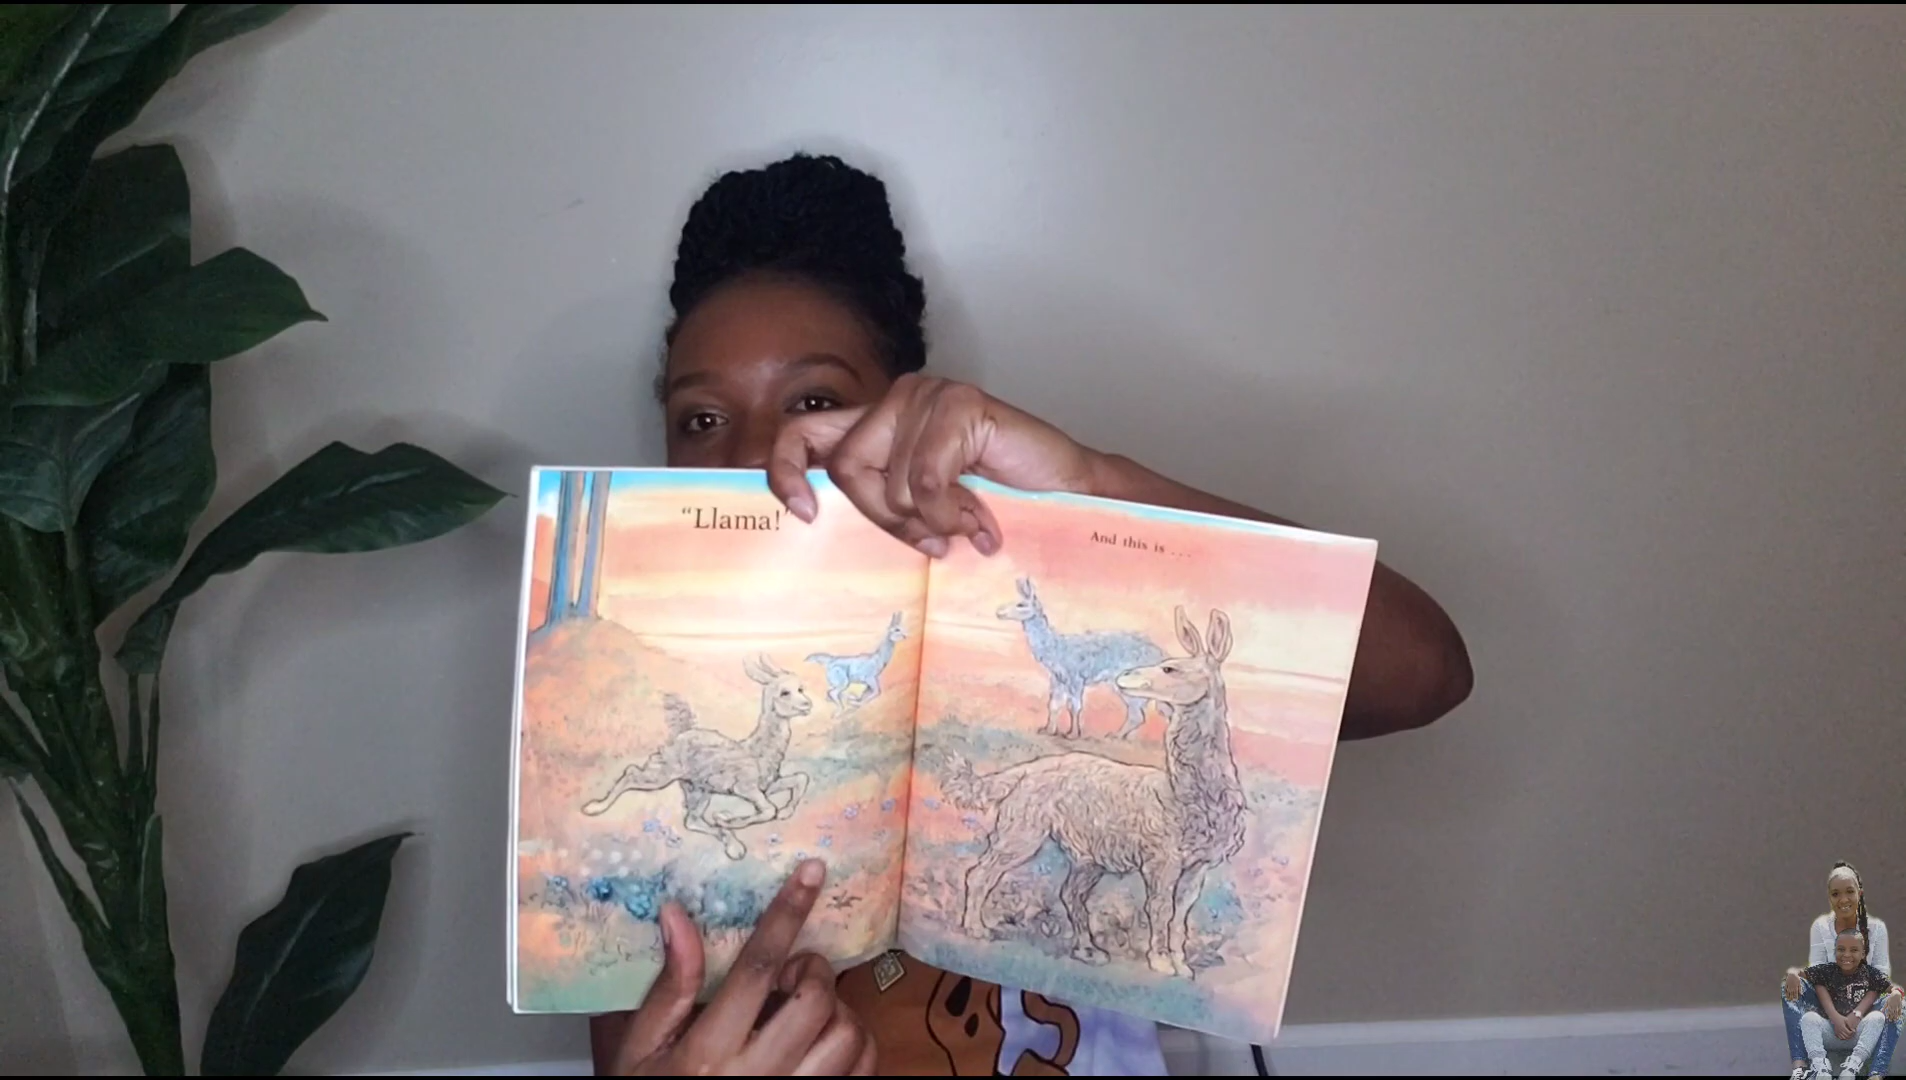 “Llama!”
And this is . . .